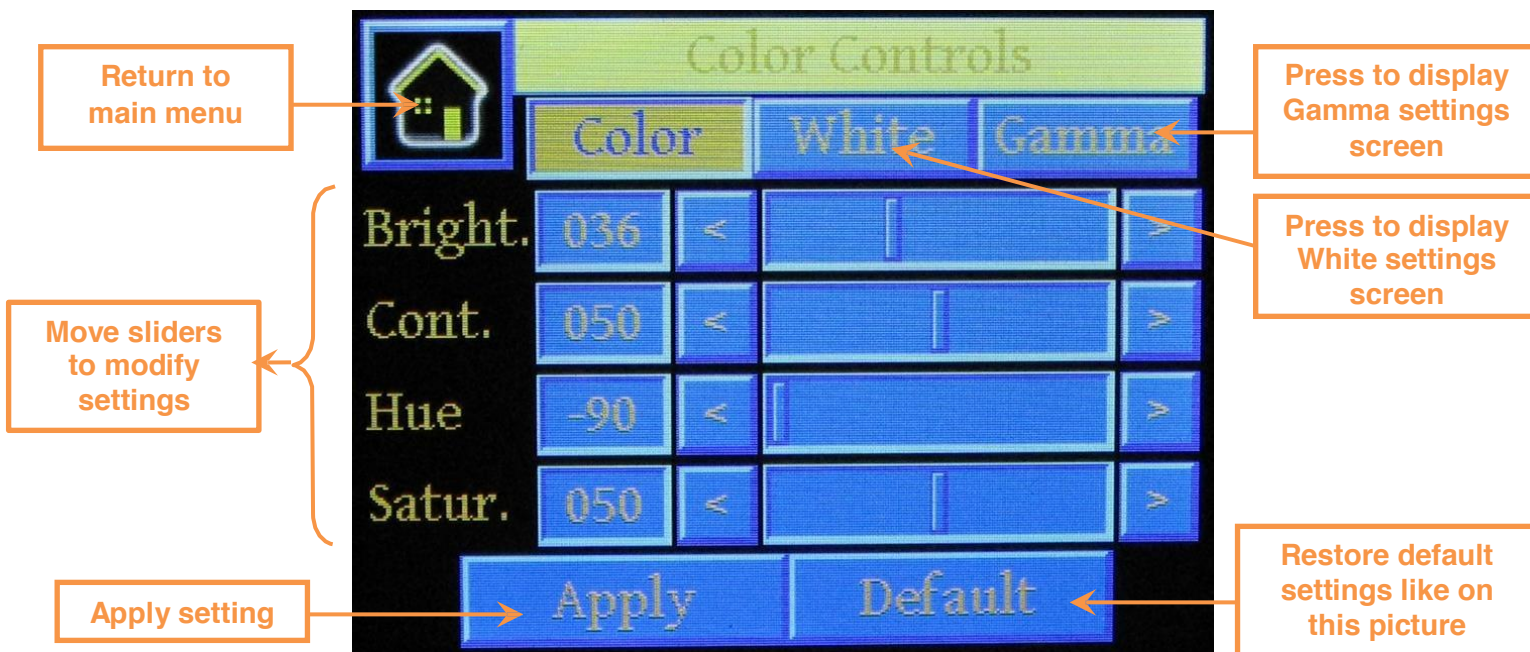 Return to
main menu
Color Controls
Press to display
Gamma settings
screen
Color White Gamma
Bright. 036 < >
Press to display
White settings
screen
Cont. 050 < >
Move sliders
to modify
settings
Hue -90 < >
Satur. 050 < >
Apply Default
Apply setting
Restore default
settings like on
this picture